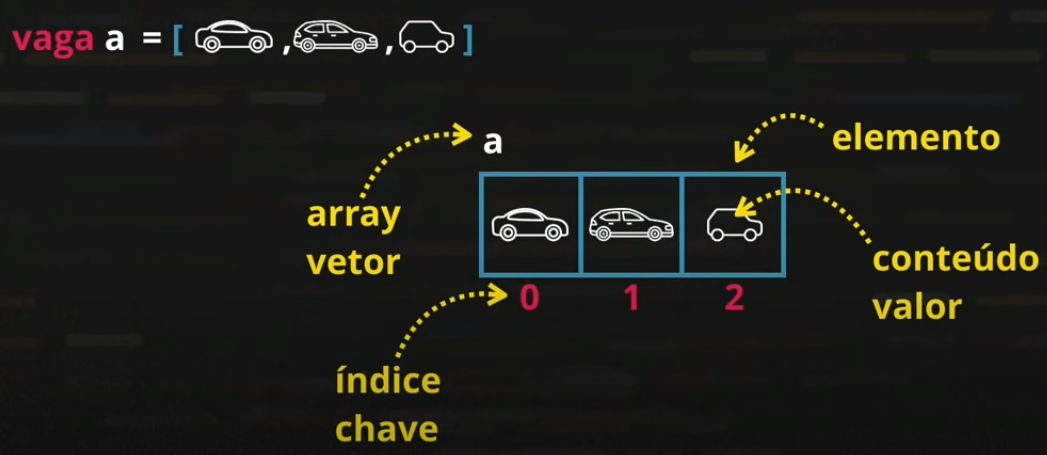 vaga a = [ , , ]
a
elemento
array
vetor
conteúdo
valor
0 1 2
índice
chave